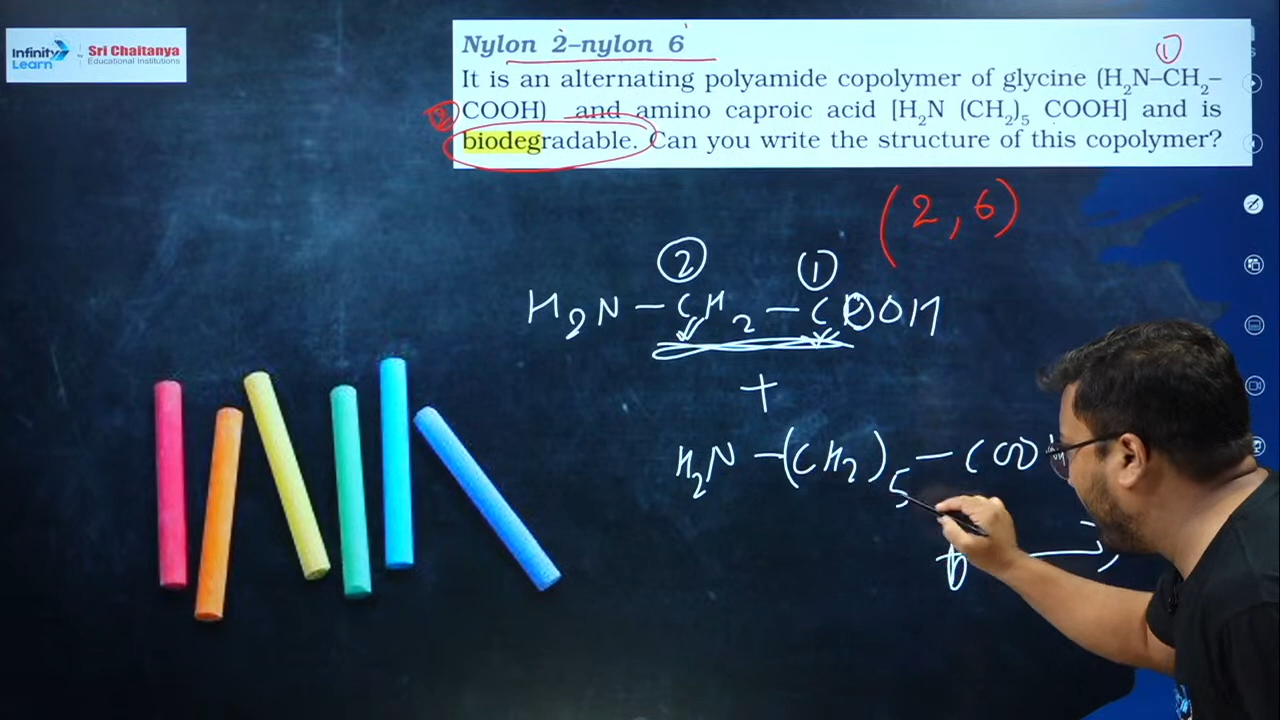 Infinity Learn by Sri Chaitanya Educational Institutions
Nylon 2–nylon 6
①
It is an alternating polyamide copolymer of glycine (H₂N–CH₂–
② COOH) and amino caproic acid [H₂N (CH₂)₅ COOH] and is
biodegradable. Can you write the structure of this copolymer?
(2, 6)
② ①
H₂N – CH₂ – COOH
+
H₂N – (CH₂)₅ – COO